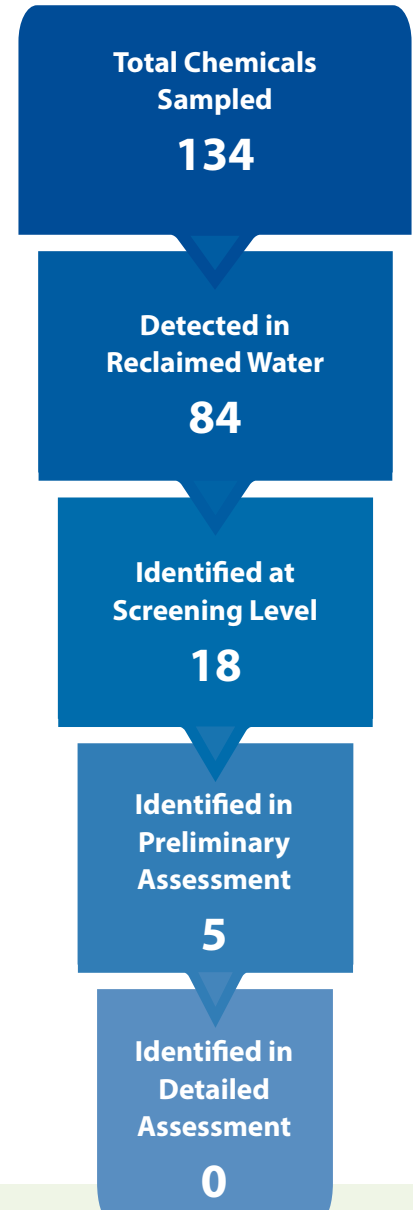 Total Chemicals
Sampled
134
Detected in
Reclaimed Water
84
Identified at
Screening Level
18
Identified in
Preliminary
Assessment
5
Identified in
Detailed
Assessment
0